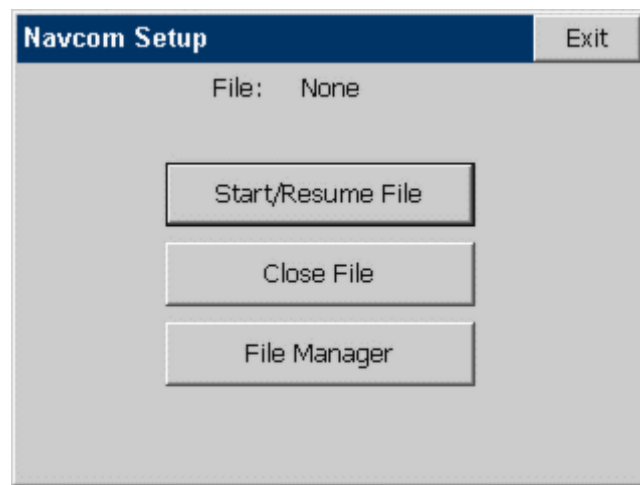 Navcom Setup Exit
File: None
Start/Resume File
Close File
File Manager